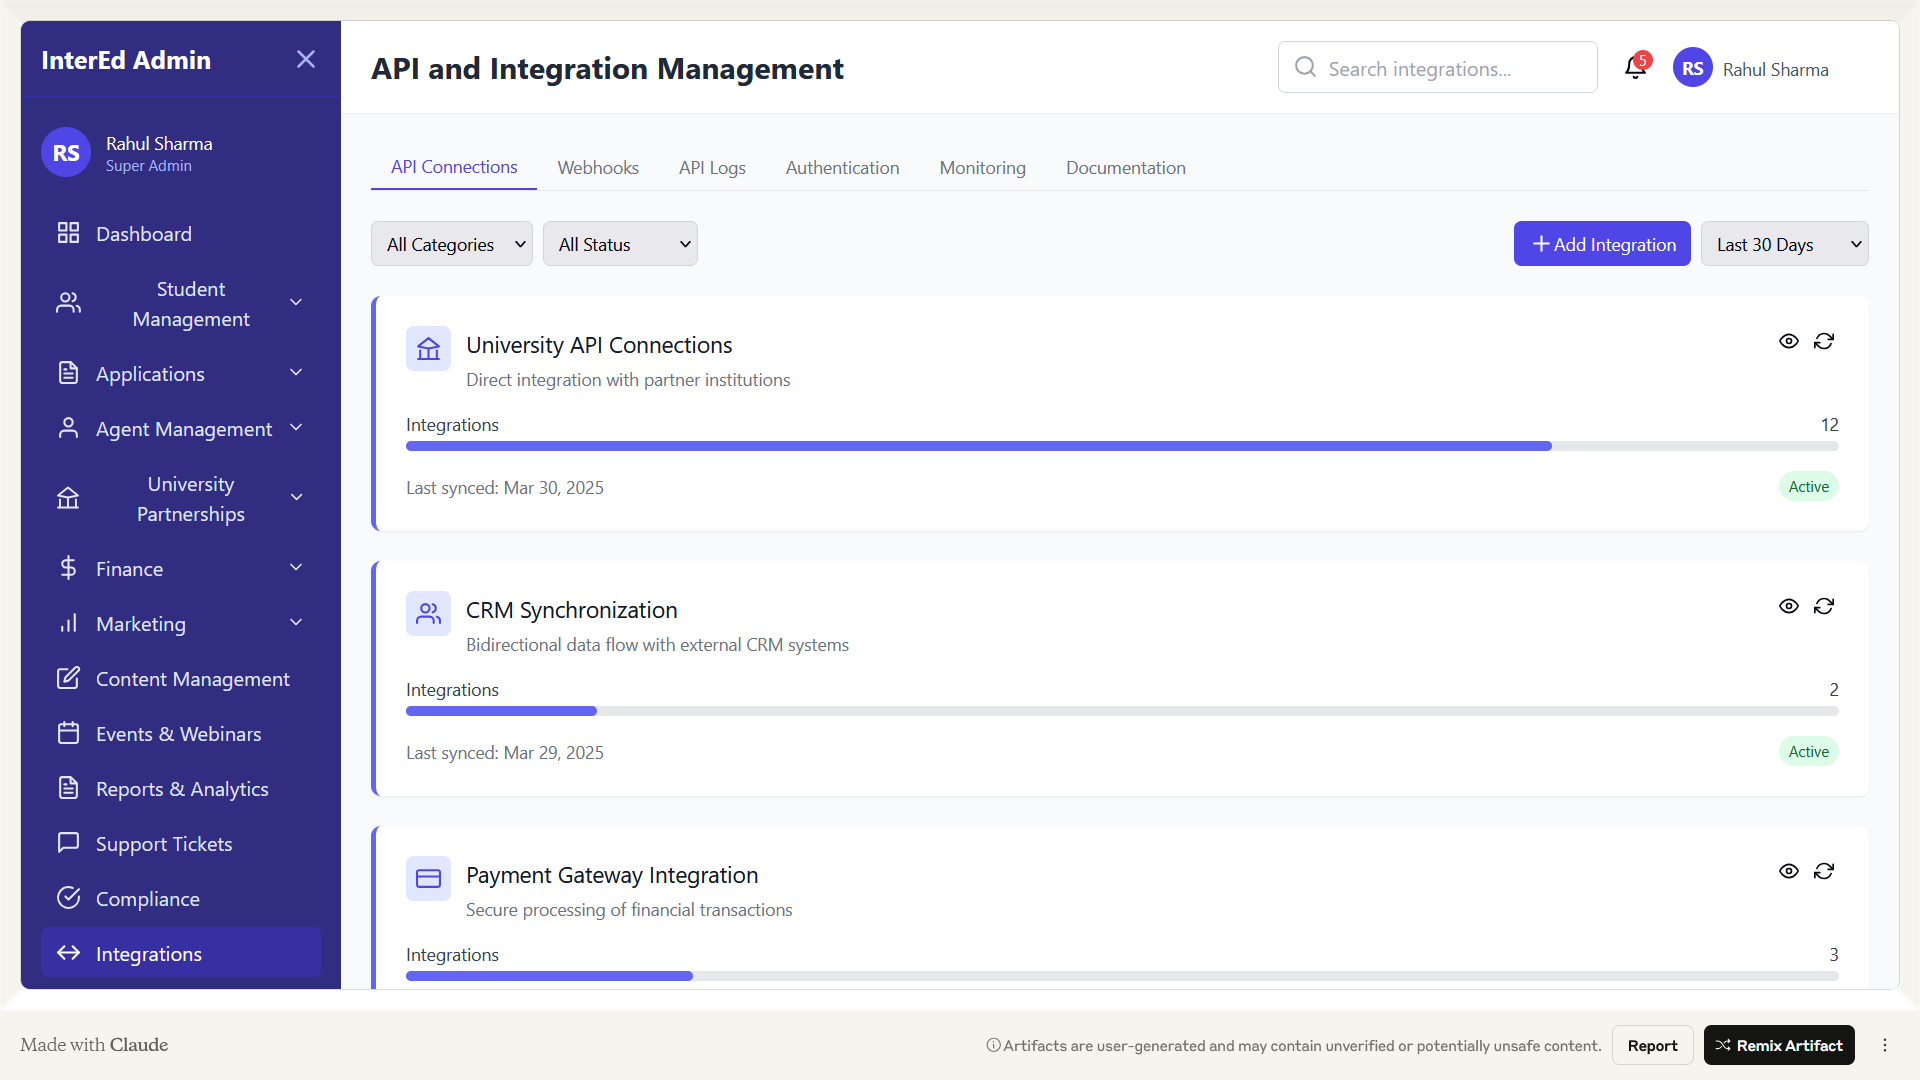 InterEd Admin
RS
Rahul Sharma
Super Admin
Dashboard
Student
Management
Applications
Agent Management
University
Partnerships
Finance
Marketing
Content Management
Events & Webinars
Reports & Analytics
Support Tickets
Compliance
Integrations
API and Integration Management
Search integrations...
5
RS
Rahul Sharma
API Connections
Webhooks
API Logs
Authentication
Monitoring
Documentation
All Categories
All Status
Add Integration
Last 30 Days
University API Connections
Direct integration with partner institutions
Integrations
12
Last synced: Mar 30, 2025
Active
CRM Synchronization
Bidirectional data flow with external CRM systems
Integrations
2
Last synced: Mar 29, 2025
Active
Payment Gateway Integration
Secure processing of financial transactions
Integrations
3
Made with Claude
Artifacts are user-generated and may contain unverified or potentially unsafe content.
Report
Remix Artifact